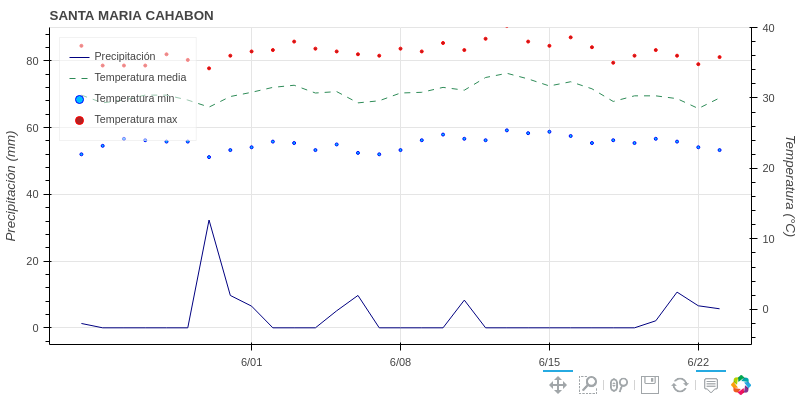 SANTA MARIA CAHABON
Precipitación
Temperatura media
Temperatura min
Temperatura max
Precipitación (mm)
80
60
40
20
0
Temperatura (°C)
40
30
20
10
0
6/01
6/08
6/15
6/22